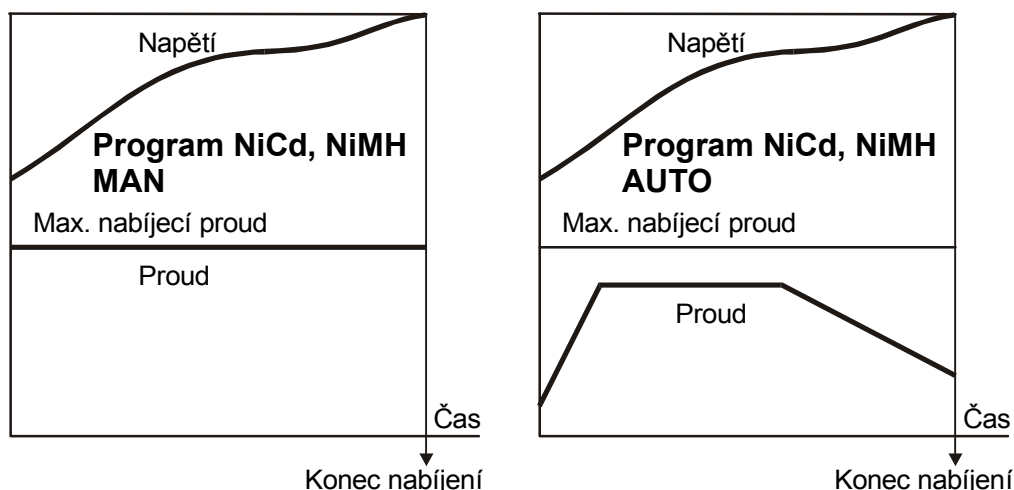 Napětí
Program NiCd, NiMH
MAN
Max. nabíjecí proud
Proud
Čas
Konec nabíjení
Napětí
Program NiCd, NiMH
AUTO
Max. nabíjecí proud
Proud
Čas
Konec nabíjení